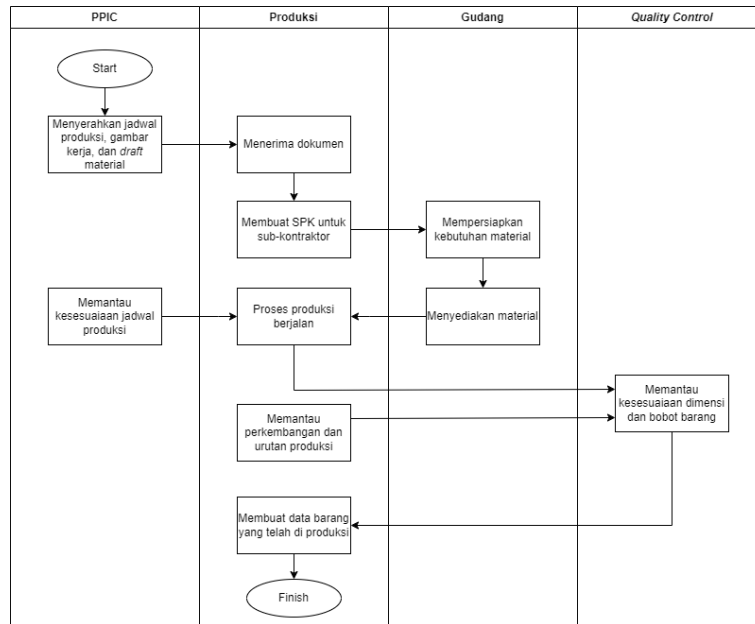 PPIC
Produksi
Gudang
Quality Control
Start
Menyerahkan jadwal
produksi, gambar
kerja, dan draft
material
Menerima dokumen
Membuat SPK untuk
sub-kontraktor
Mempersiapkan
kebutuhan material
Memantau
kesesuaiaan jadwal
produksi
Proses produksi
berjalan
Menyediakan material
Memantau
kesesuaiaan dimensi
dan bobot barang
Memantau
perkembangan dan
urutan produksi
Membuat data barang
yang telah di produksi
Finish